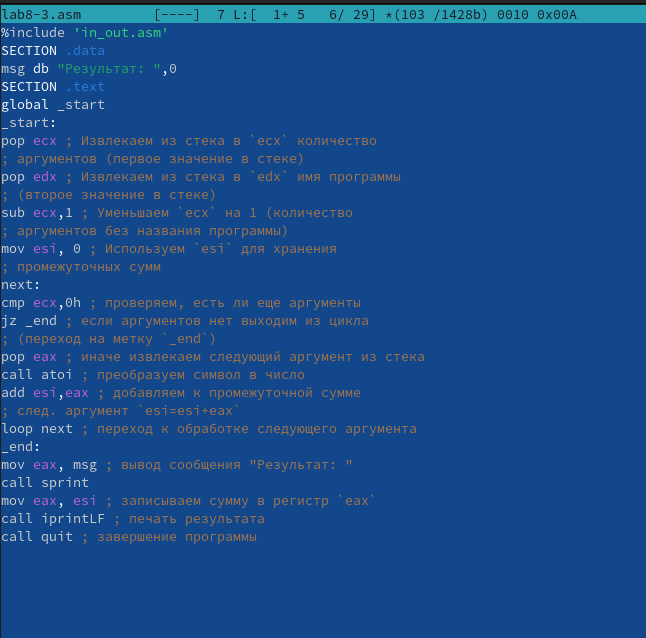 lab8-3.asm [----] 7 L:[ 1+ 5 6/ 29] *(103 /1428b) 0010 0x00A
%include 'in_out.asm'
SECTION .data
msg db "Результат: ",0
SECTION .text
global _start
_start:
pop ecx ; Извлекаем из стека в `ecx` количество
; аргументов (первое значение в стеке)
pop edx ; Извлекаем из стека в `edx` имя программы
; (второе значение в стеке)
sub ecx,1 ; Уменьшаем `ecx` на 1 (количество
; аргументов без названия программы)
mov esi, 0 ; Используем `esi` для хранения
; промежуточных сумм
next:
cmp ecx,0h ; проверяем, есть ли еще аргументы
jz _end ; если аргументов нет выходим из цикла
; (переход на метку `_end`)
pop eax ; иначе извлекаем следующий аргумент из стека
call atoi ; преобразуем символ в число
add esi,eax ; добавляем к промежуточной сумме
; след. аргумент `esi=esi+eax`
loop next ; переход к обработке следующего аргумента
_end:
mov eax, msg ; вывод сообщения "Результат: "
call sprint
mov eax, esi ; записываем сумму в регистр `eax`
call iprintLF ; печать результата
call quit ; завершение программы